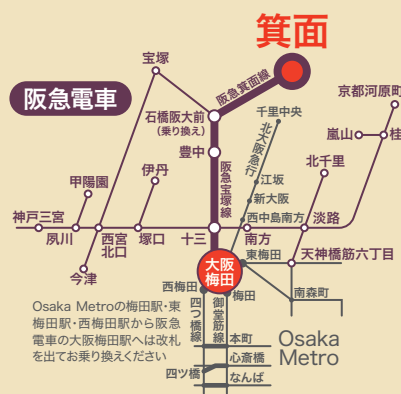 箕面
阪急電車
宝塚
阪急箕面線
京都河原町
石橋阪大前
(乗り換え)
千里中央
北大阪急行
嵐山
桂
豊中
北千里
伊丹
阪急宝塚線
江坂
甲陽園
新大阪
神戸三宮
西中島南方
淡路
夙川
西宮
北口
塚口
十三
南方
大阪
梅田
東梅田
天神橋筋六丁目
今津
西梅田
梅田
南森町
四つ橋線
御堂筋線
Osaka Metroの梅田駅・東
梅田駅・西梅田駅から阪急
電車の大阪梅田駅へは改札
を出てお乗り換えください
本町
Osaka
Metro
心斎橋
四ツ橋
なんば